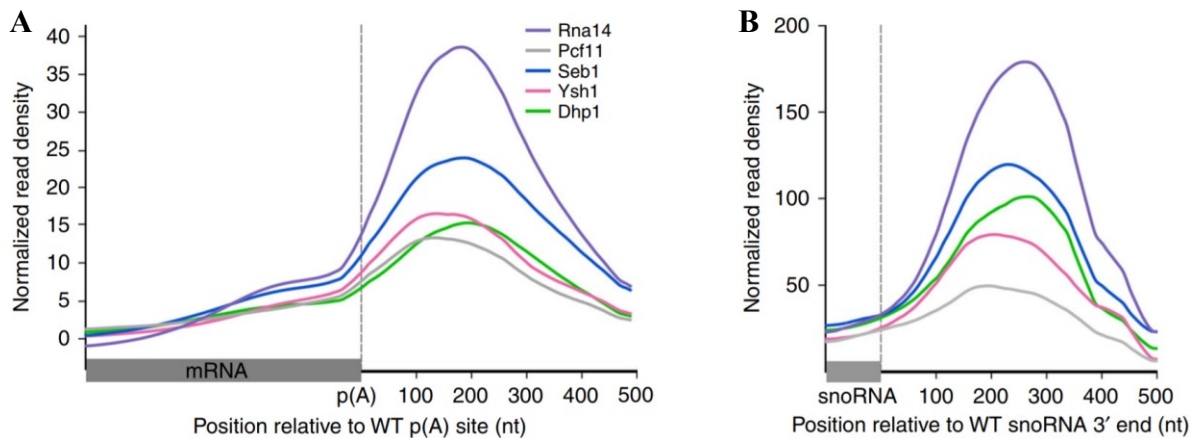 A
Normalized read density
40
35
30
25
20
15
10
5
0
Rna14
Pcf11
Seb1
Ysh1
Dhp1
mRNA
p(A) 100 200 300 400 500
Position relative to WT p(A) site (nt)
B
Normalized read density
200
150
100
50
snoRNA 100 200 300 400 500
Position relative to WT snoRNA 3′ end (nt)